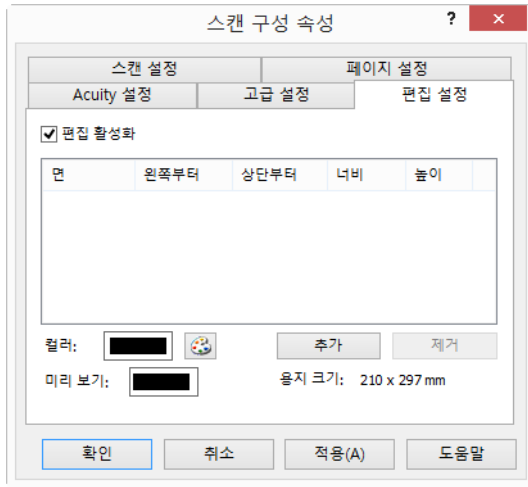 스캔 구성 속성 ?
스캔 설정 페이지 설정
Acuity 설정 고급 설정 편집 설정
편집 활성화
면 왼쪽부터 상단부터 너비 높이
컬러: 추가 제거
미리 보기: 용지 크기: 210 x 297 mm
확인 취소 적용(A) 도움말